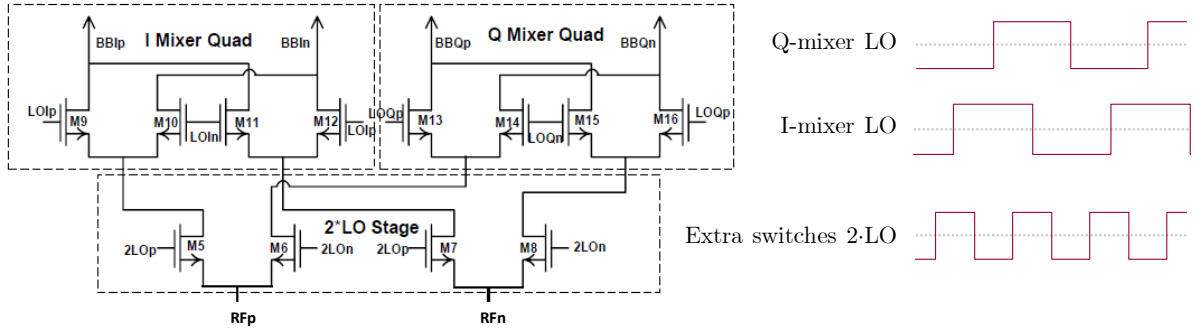 I Mixer Quad
BBIp
BBIn
LOIp
M9
M10
LOIn
M11
M12
LOIp
Q Mixer Quad
BBQp
BBQn
LOQp
M13
M14
LOQn
M15
M16
LOQp
2*LO Stage
2LOp
M5
M6
2LOn
2LOp
M7
M8
2LOn
RFp
RFn
Q-mixer LO
I-mixer LO
Extra switches 2·LO